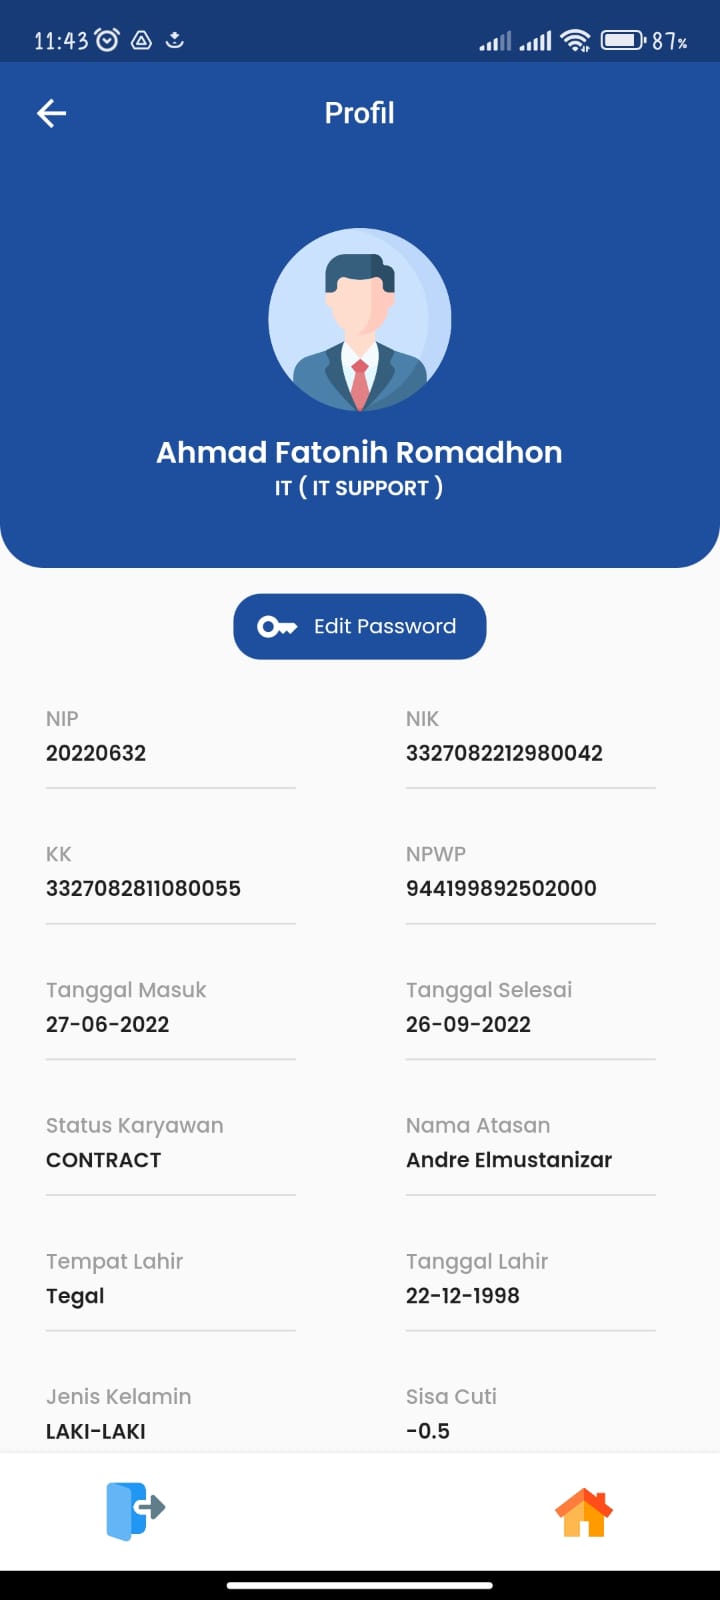 11:43
87%
Profil
Ahmad Fatonih Romadhon
IT ( IT SUPPORT )
Edit Password
NIP
20220632
NIK
3327082212980042
KK
3327082811080055
NPWP
944199892502000
Tanggal Masuk
27-06-2022
Tanggal Selesai
26-09-2022
Status Karyawan
CONTRACT
Nama Atasan
Andre Elmustanizar
Tempat Lahir
Tegal
Tanggal Lahir
22-12-1998
Jenis Kelamin
LAKI-LAKI
Sisa Cuti
-0.5